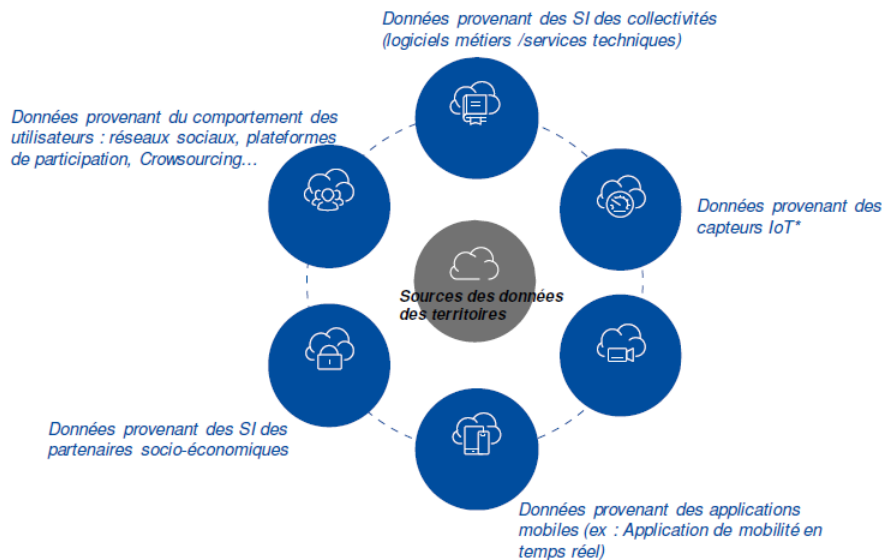 Données provenant des SI des collectivités
(logiciels métiers /services techniques)
Données provenant du comportement des
utilisateurs : réseaux sociaux, plateformes
de participation, Crowsourcing…
Données provenant des
capteurs IoT*
Sources des données
des territoires
Données provenant des SI des
partenaires socio-économiques
Données provenant des applications
mobiles (ex : Application de mobilité en
temps réel)